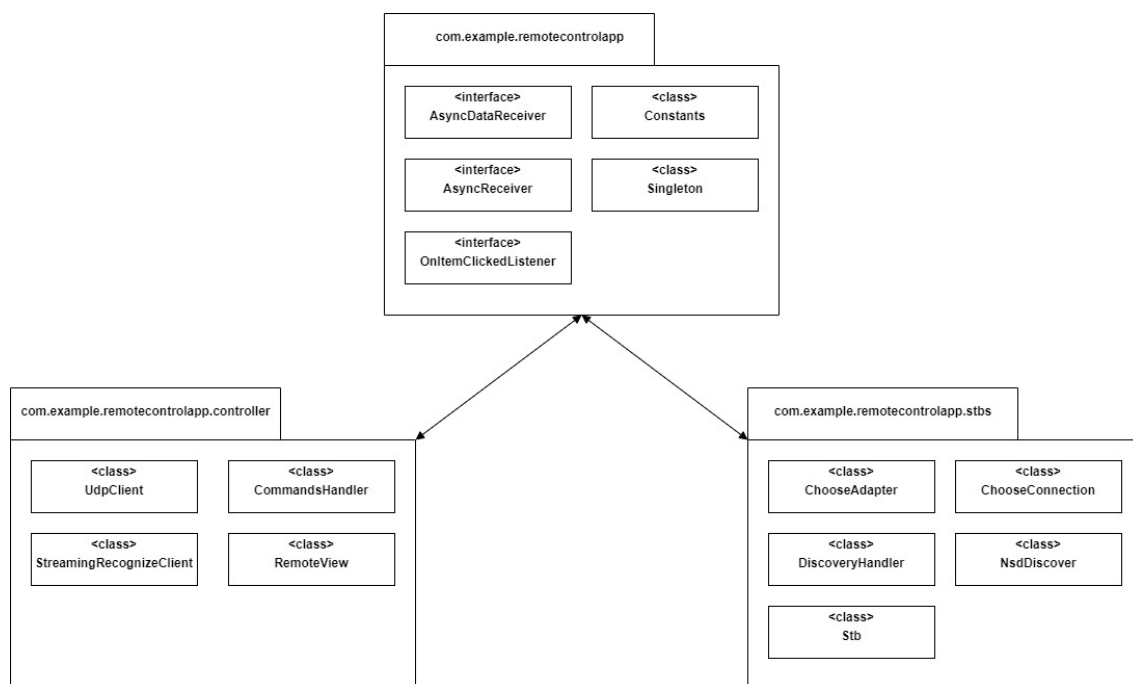 com.example.remotecontrolapp
<interface>
AsyncDataReceiver
<class>
Constants
<interface>
AsyncReceiver
<class>
Singleton
<interface>
OnItemClickedListener
com.example.remotecontrolapp.controller
<class>
UdpClient
<class>
CommandsHandler
<class>
StreamingRecognizeClient
<class>
RemoteView
com.example.remotecontrolapp.stbs
<class>
ChooseAdapter
<class>
ChooseConnection
<class>
DiscoveryHandler
<class>
NsdDiscover
<class>
Stb